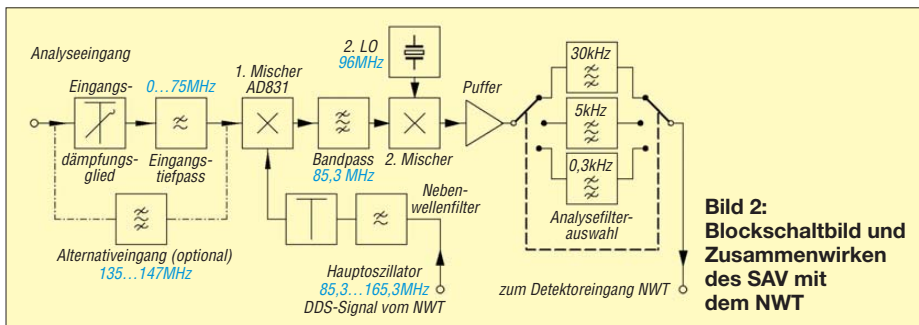 Analyseeingang
Eingangs-
dämpfungs-
glied
0…75MHz
Eingangs-
tiefpass
Alternativeingang (optional)
135…147MHz
1. Mischer
AD831
Bandpass
85,3 MHz
2. LO
96MHz
2. Mischer
Puffer
Neben-
wellenfilter
Hauptoszillator
85,3…165,3MHz
DDS-Signal vom NWT
30kHz
5kHz
0,3kHz
Analysefilter-
auswahl
zum Detektoreingang NWT
Bild 2:
Blockschaltbild und
Zusammenwirken
des SAV mit
dem NWT